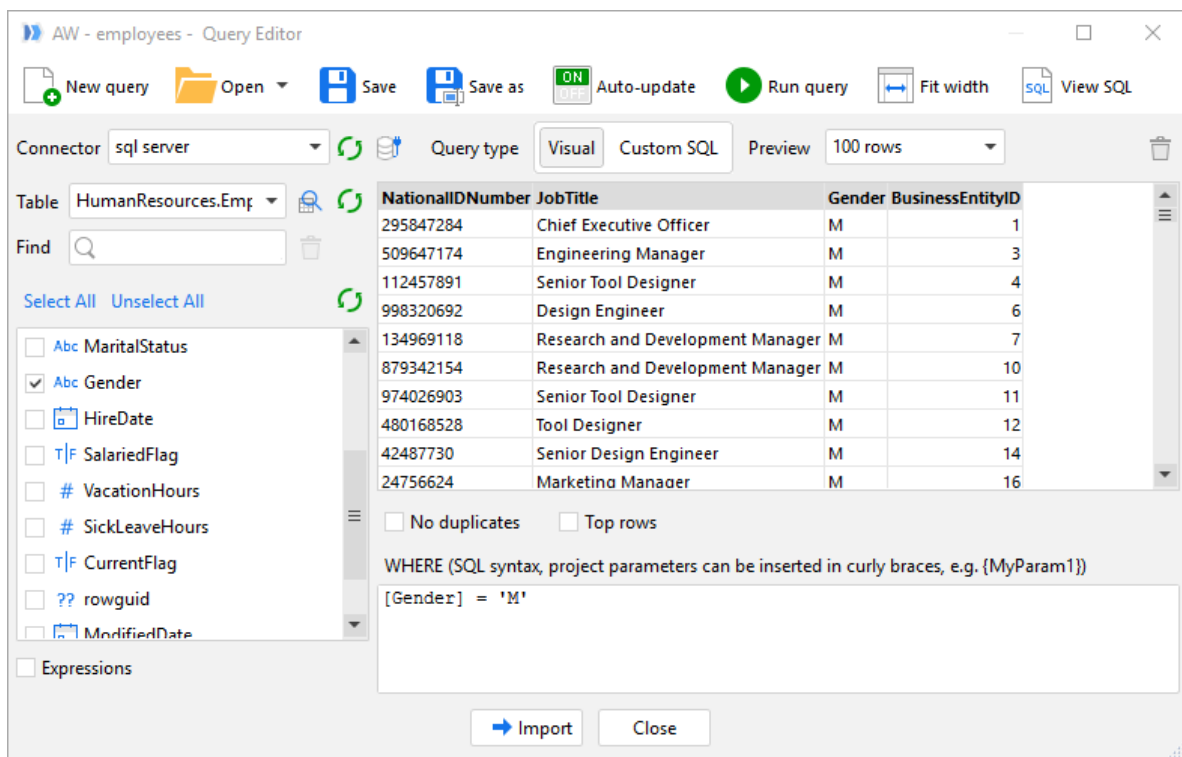 AW - employees - Query Editor
New query Open Save Save as ON OFF Auto-update Run query Fit width SQL View SQL
Connector sql server Query type Visual Custom SQL Preview 100 rows
Table HumanResources.Emp
Find
Select All Unselect All
Abc MaritalStatus
Abc Gender
HireDate
T|F SalariedFlag
# VacationHours
# SickLeaveHours
T|F CurrentFlag
?? rowguid
ModifiedDate
Expressions
NationalIDNumber JobTitle Gender BusinessEntityID
295847284 Chief Executive Officer M 1
509647174 Engineering Manager M 3
112457891 Senior Tool Designer M 4
998320692 Design Engineer M 6
134969118 Research and Development Manager M 7
879342154 Research and Development Manager M 10
974026903 Senior Tool Designer M 11
480168528 Tool Designer M 12
42487730 Senior Design Engineer M 14
24756624 Marketing Manager M 16
No duplicates Top rows
WHERE (SQL syntax, project parameters can be inserted in curly braces, e.g. {MyParam1})
[Gender] = 'M'
Import Close